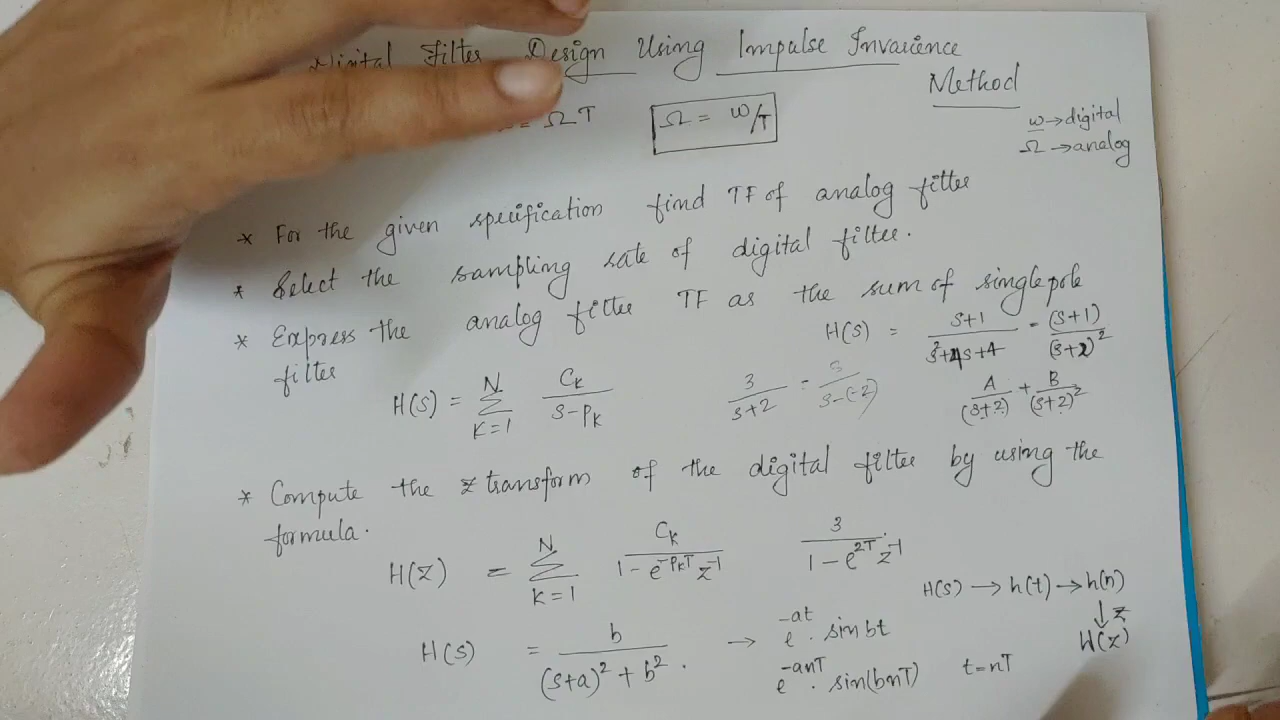 Digital Filter Design Using Impulse Invarience
Method
= ΩT
Ω = ω/T
ω → digital
Ω → analog
* For the given specification find TF of analog filter
* Select the sampling rate of digital filter.
* Express the analog filter TF as the sum of single pole
filter
H(s) = (s+1)/(s²+4s+4) = (s+1)/(s+2)²
H(s) = Σ_{k=1}^{N} C_k/(s-p_k)
3/(s+2) = 3/(s-(-2))
A/(s+2) + B/(s+2)²
* Compute the z transform of the digital filter by using the
formula.
H(z) = Σ_{k=1}^{N} C_k/(1-e^{-p_kT} z^{-1})
3/(1-e^{2T} z^{-1})
H(s) → h(t) → h(n)
↓ z
H(z)
H(s) = b/((s+a)²+b²). → e^{-at}. sin bt
e^{-anT}. sin(bnT) t=nT